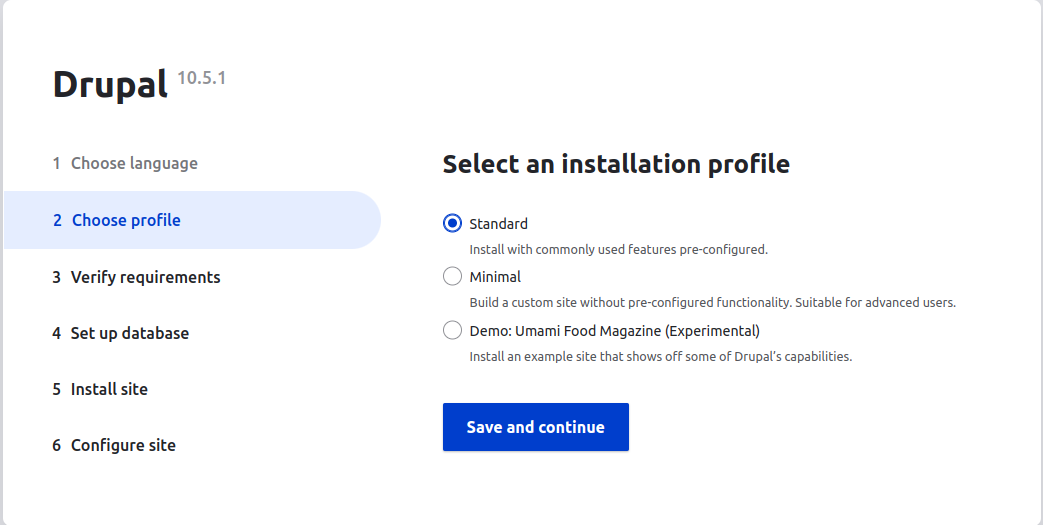 Drupal 10.5.1
1 Choose language
2 Choose profile
3 Verify requirements
4 Set up database
5 Install site
6 Configure site
Select an installation profile
Standard
Install with commonly used features pre-configured.
Minimal
Build a custom site without pre-configured functionality. Suitable for advanced users.
Demo: Umami Food Magazine (Experimental)
Install an example site that shows off some of Drupal’s capabilities.
Save and continue